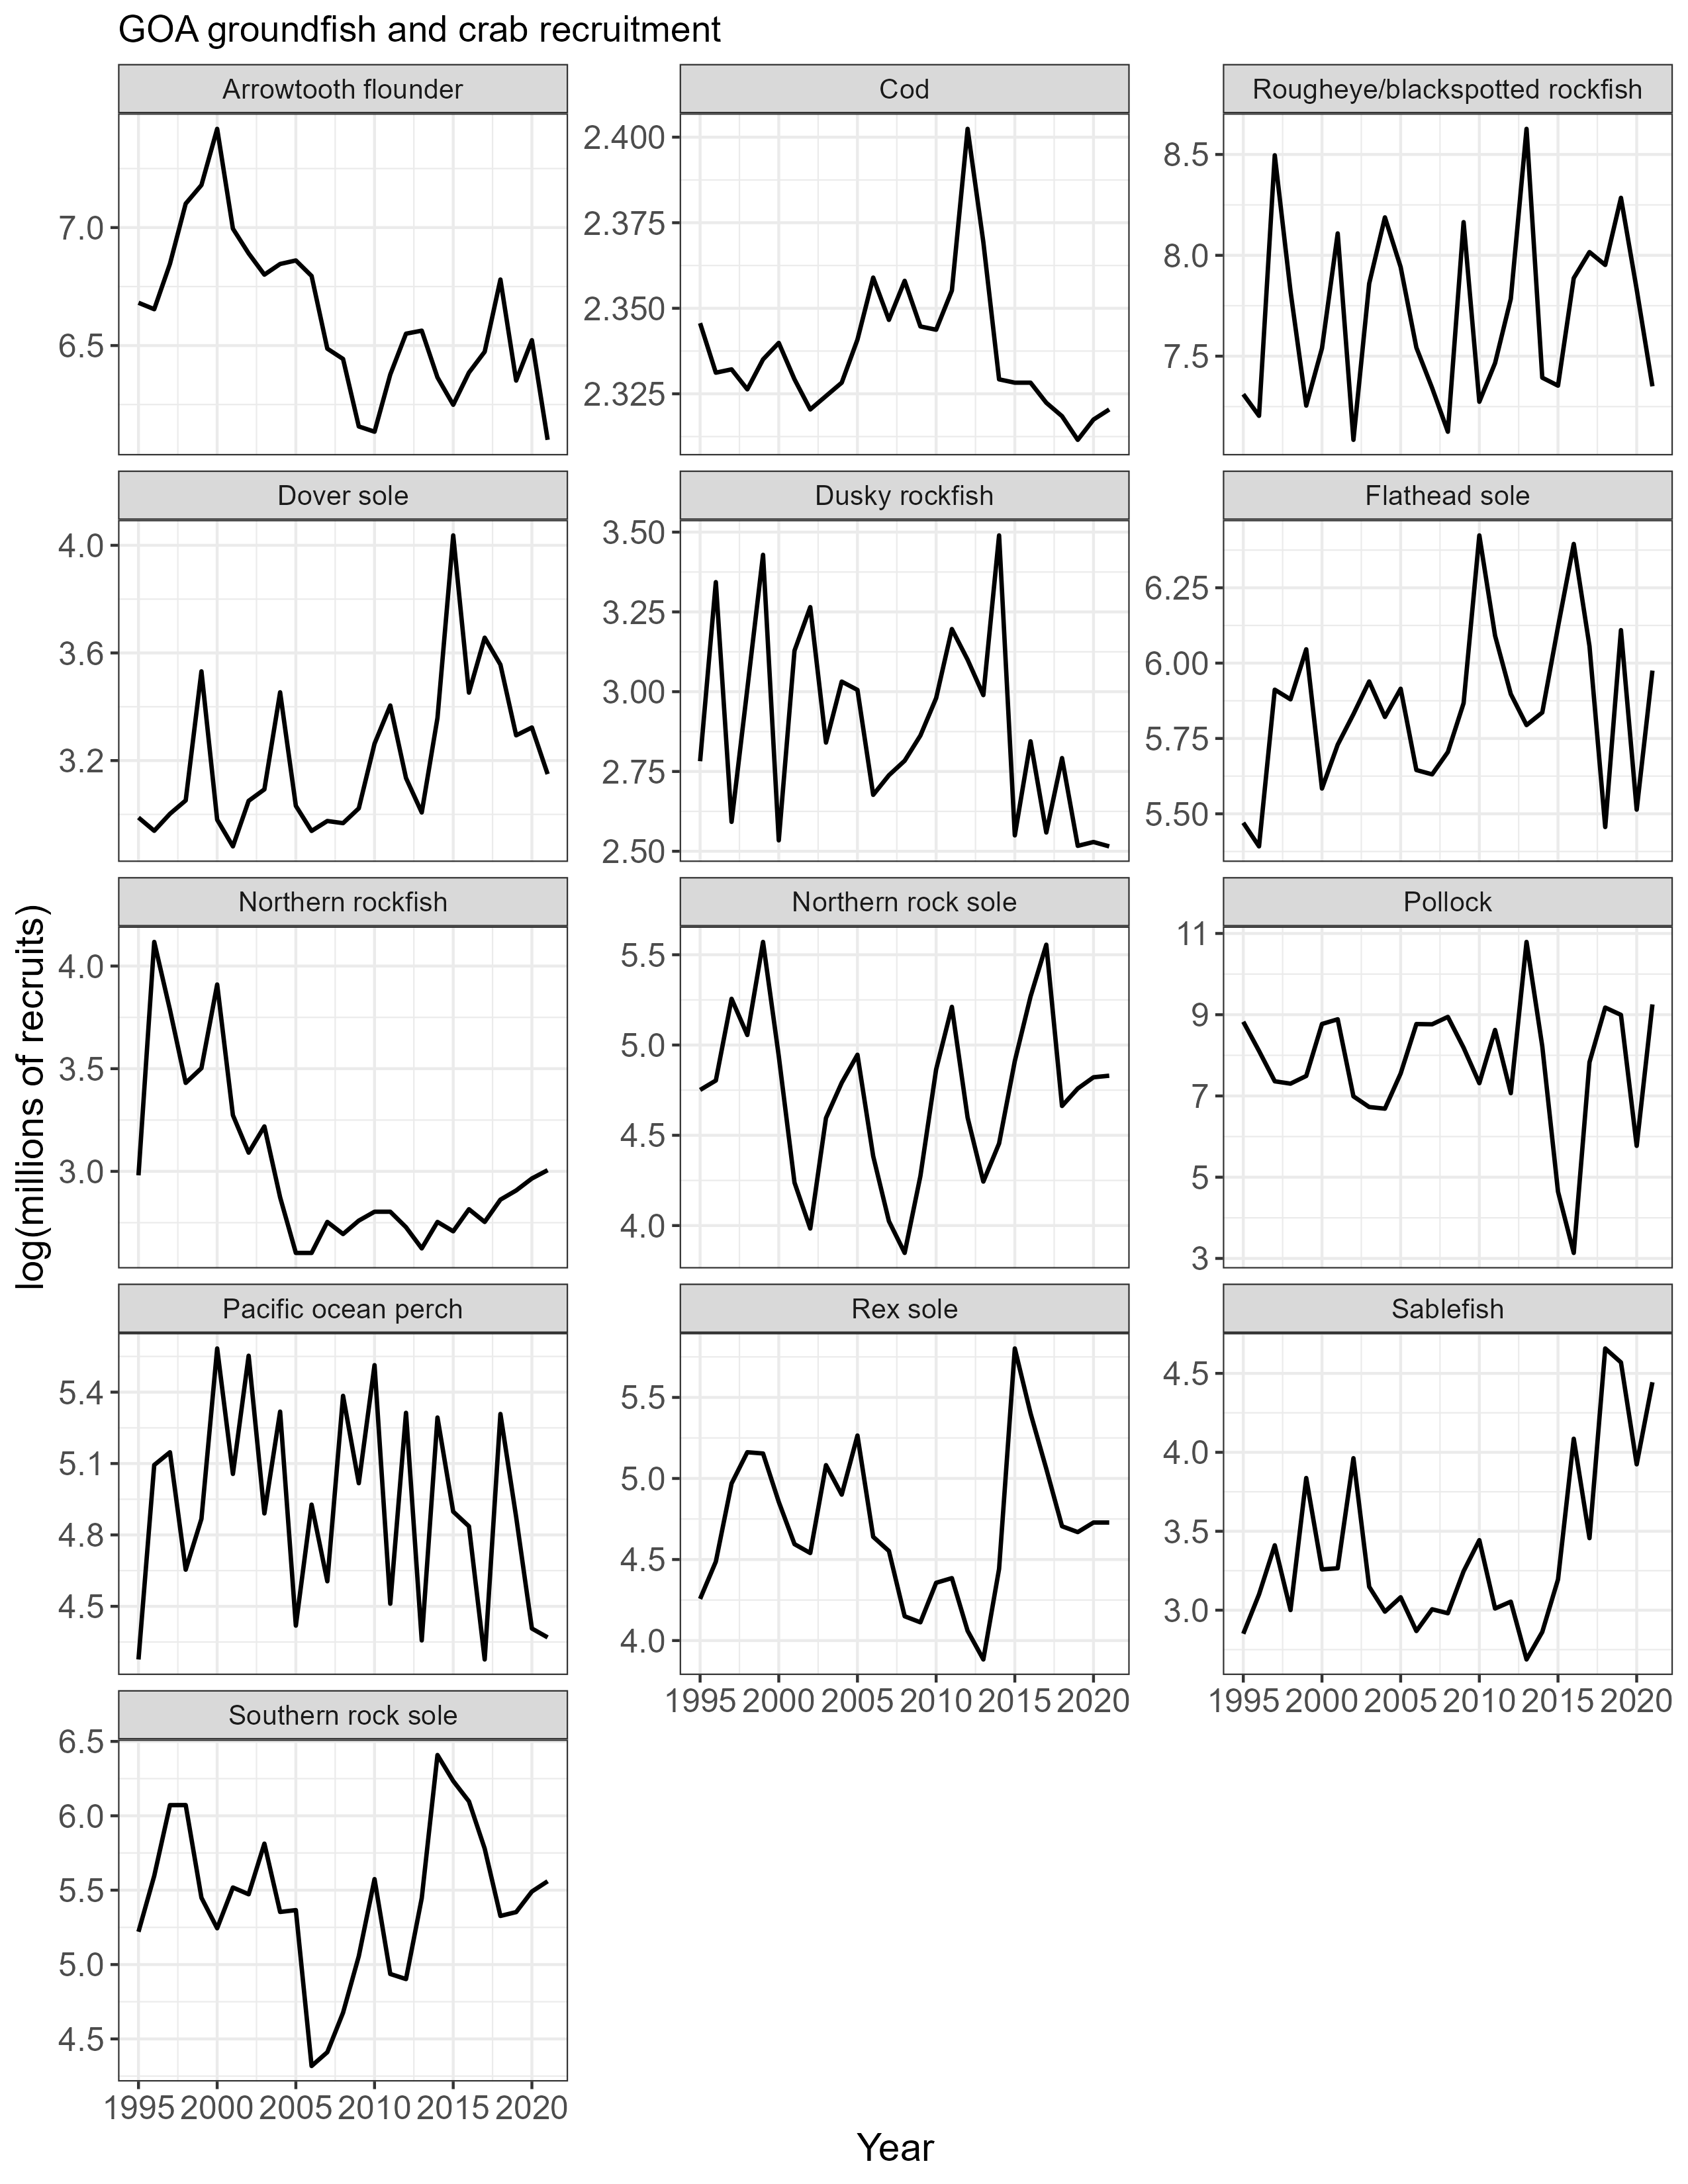 GOA groundfish and crab recruitment
Arrowtooth flounder
Cod
Rougheye/blackspotted rockfish
7.0
6.5
2.400
2.375
2.350
2.325
8.5
8.0
7.5
Dover sole
Dusky rockfish
Flathead sole
4.0
3.6
3.2
3.50
3.25
3.00
2.75
2.50
6.25
6.00
5.75
5.50
Northern rockfish
Northern rock sole
Pollock
4.0
3.5
3.0
5.5
5.0
4.5
4.0
11
9
7
5
3
log(millions of recruits)
Pacific ocean perch
Rex sole
Sablefish
5.4
5.1
4.8
4.5
5.5
5.0
4.5
4.0
4.5
4.0
3.5
3.0
1995 2000 2005 2010 2015 2020
1995 2000 2005 2010 2015 2020
Southern rock sole
6.5
6.0
5.5
5.0
4.5
1995 2000 2005 2010 2015 2020
Year